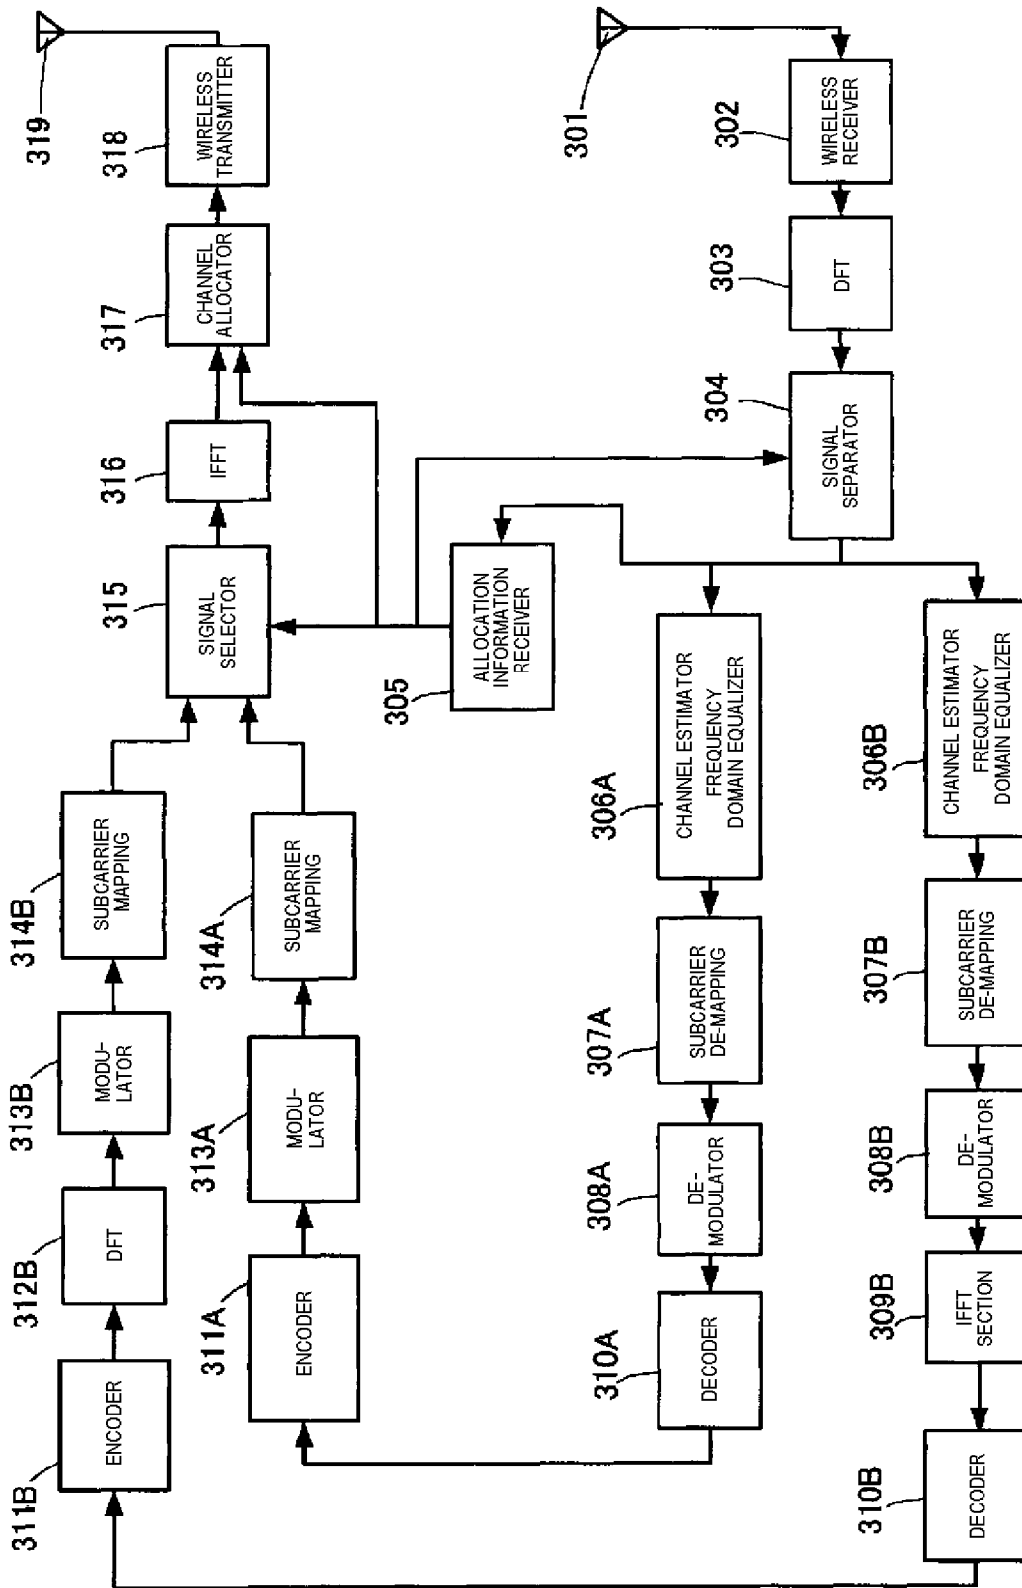 319
WIRELESS
TRANSMITTER
318
CHANNEL
ALLOCATOR
317
IFFT
316
SIGNAL
SELECTOR
315
SUBCARRIER
MAPPING
314B
SUBCARRIER
MAPPING
314A
MODU-
LATOR
313B
MODU-
LATOR
313A
DFT
312B
ENCODER
311A
ENCODER
311B
301
WIRELESS
RECEIVER
302
DFT
303
SIGNAL
SEPARATOR
304
ALLOCATION
INFORMATION
RECEIVER
305
CHANNEL ESTIMATOR
FREQUENCY
DOMAIN EQUALIZER
306A
CHANNEL ESTIMATOR
FREQUENCY
DOMAIN EQUALIZER
306B
SUBCARRIER
DE-MAPPING
307A
SUBCARRIER
DE-MAPPING
307B
DE-
MODULATOR
308A
DE-
MODULATOR
308B
IFFT
SECTION
309B
DECODER
310A
DECODER
310B